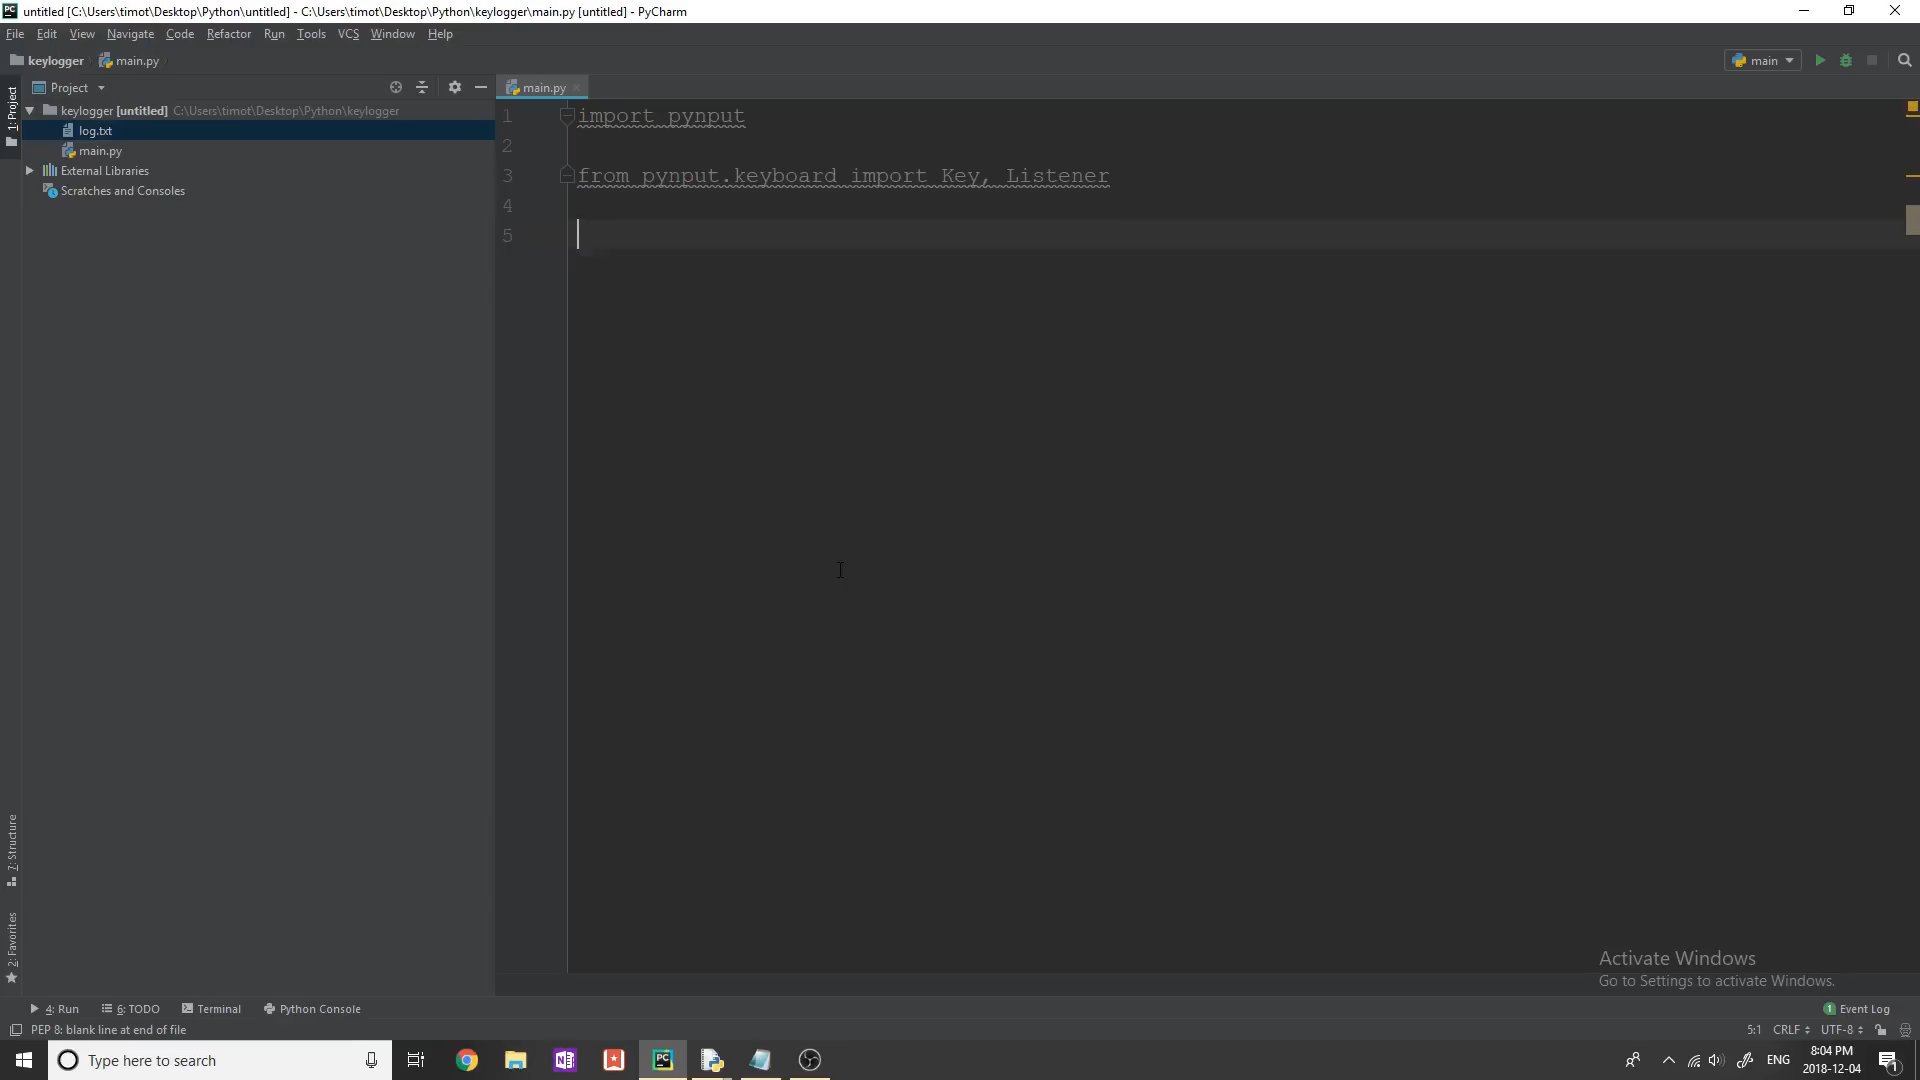 untitled [C:\Users\timot\Desktop\Python\untitled] - C:\Users\timot\Desktop\Python\keylogger\main.py [untitled] - PyCharm
File Edit View Navigate Code Refactor Run Tools VCS Window Help
keylogger main.py main
1: Project
Project
main.py
keylogger [untitled] C:\Users\timot\Desktop\Python\keylogger
log.txt
main.py
External Libraries
Scratches and Consoles
1 import pynput
2
3 from pynput.keyboard import Key, Listener
4
5
7: Structure
2: Favorites
Activate Windows
Go to Settings to activate Windows.
4: Run 6: TODO Terminal Python Console 1 Event Log
PEP 8: blank line at end of file 5:1 CRLF UTF-8
Type here to search
ENG
8:04 PM
2018-12-04
1